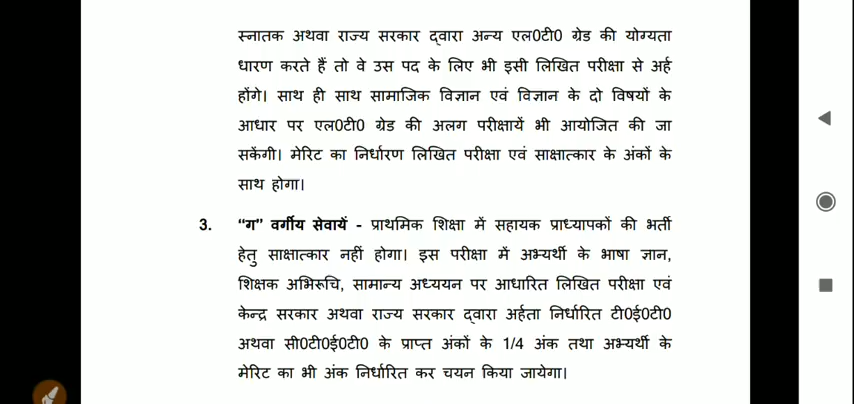 स्नातक अथवा राज्य सरकार द्वारा अन्य एल0टी0 ग्रेड की योग्यता
धारण करते हैं तो वे उस पद के लिए भी इसी लिखित परीक्षा से अर्ह
होंगे। साथ ही साथ सामाजिक विज्ञान एवं विज्ञान के दो विषयों के
आधार पर एल0टी0 ग्रेड की अलग परीक्षायें भी आयोजित की जा
सकेंगी। मेरिट का निर्धारण लिखित परीक्षा एवं साक्षात्कार के अंकों के
साथ होगा।
3. “ग” वर्गीय सेवायें - प्राथमिक शिक्षा में सहायक प्राध्यापकों की भर्ती
हेतु साक्षात्कार नहीं होगा। इस परीक्षा में अभ्यर्थी के भाषा ज्ञान,
शिक्षक अभिरूचि, सामान्य अध्ययन पर आधारित लिखित परीक्षा एवं
केन्द्र सरकार अथवा राज्य सरकार द्वारा अर्हता निर्धारित टी0ई0टी0
अथवा सी0टी0ई0टी0 के प्राप्त अंकों के 1/4 अंक तथा अभ्यर्थी के
मेरिट का भी अंक निर्धारित कर चयन किया जायेगा।